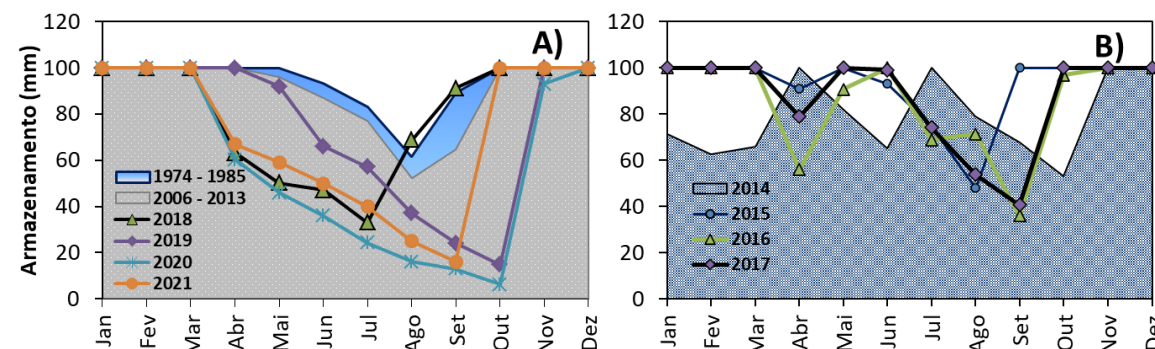 Armazenamento (mm)
120
100
80
60
40
20
0
A)
1974 - 1985
2006 - 2013
2018
2019
2020
2021
Jan
Fev
Mar
Abr
Mai
Jun
Jul
Ago
Set
Out
Nov
Dez
120
100
80
60
40
20
0
B)
2014
2015
2016
2017
Jan
Fev
Mar
Abr
Mai
Jun
Jul
Ago
Set
Out
Nov
Dez